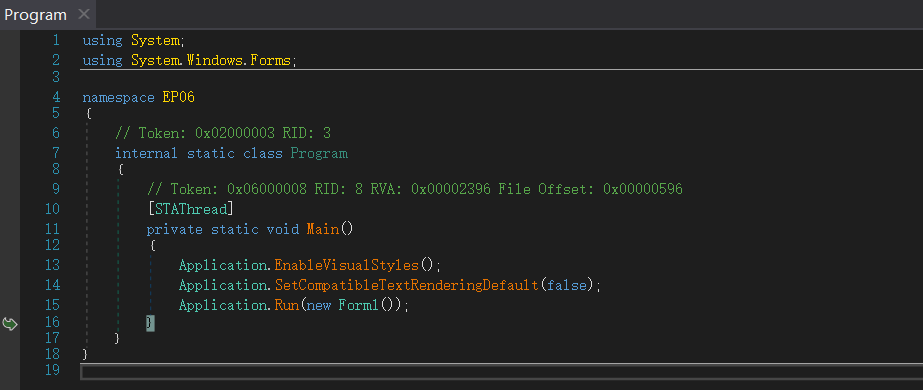 Program ×
1 using System;
2 using System.Windows.Forms;
3
4 namespace EP06
5 {
6     // Token: 0x02000003 RID: 3
7     internal static class Program
8     {
9         // Token: 0x06000008 RID: 8 RVA: 0x00002396 File Offset: 0x00000596
10         [STAThread]
11         private static void Main()
12         {
13             Application.EnableVisualStyles();
14             Application.SetCompatibleTextRenderingDefault(false);
15             Application.Run(new Form1());
16         }
17     }
18 }
19